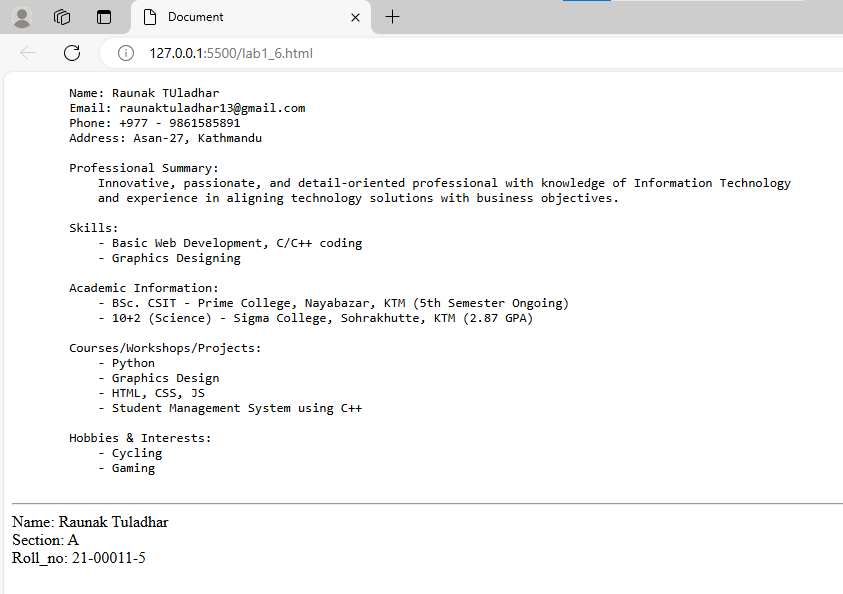 Document
127.0.0.1:5500/lab1_6.html
Name: Raunak TUladhar
Email: raunaktuladhar13@gmail.com
Phone: +977 - 9861585891
Address: Asan-27, Kathmandu
Professional Summary:
Innovative, passionate, and detail-oriented professional with knowledge of Information Technology
and experience in aligning technology solutions with business objectives.
Skills:
- Basic Web Development, C/C++ coding
- Graphics Designing
Academic Information:
- BSc. CSIT - Prime College, Nayabazar, KTM (5th Semester Ongoing)
- 10+2 (Science) - Sigma College, Sohrakhutte, KTM (2.87 GPA)
Courses/Workshops/Projects:
- Python
- Graphics Design
- HTML, CSS, JS
- Student Management System using C++
Hobbies & Interests:
- Cycling
- Gaming
Name: Raunak Tuladhar
Section: A
Roll_no: 21-00011-5